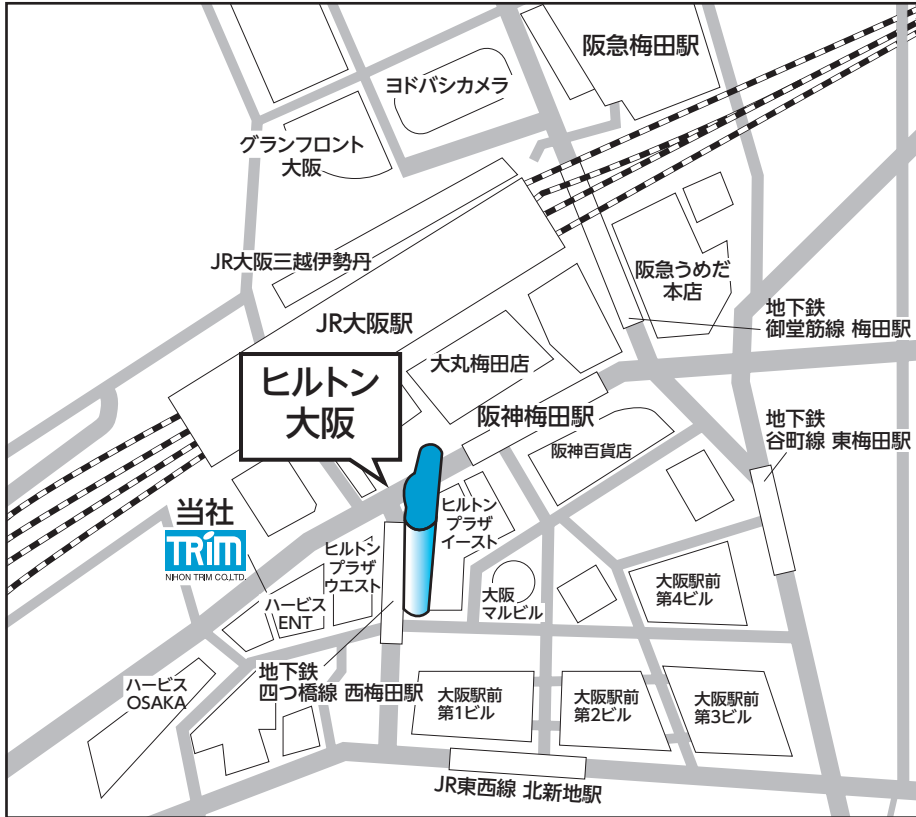 阪急梅田駅
ヨドバシカメラ
グランフロント
大阪
JR大阪三越伊勢丹
阪急うめだ
本店
地下鉄
御堂筋線 梅田駅
JR大阪駅
大丸梅田店
ヒルトン
大阪
阪神梅田駅
地下鉄
谷町線 東梅田駅
阪神百貨店
当社
TRIM
NIHON TRIM CO.,LTD.
ヒルトン
プラザ
イースト
ヒルトン
プラザ
ウエスト
大阪
マルビル
大阪駅前
第4ビル
ハービス
ENT
地下鉄
四つ橋線 西梅田駅
ハービス
OSAKA
大阪駅前
第1ビル
大阪駅前
第2ビル
大阪駅前
第3ビル
JR東西線 北新地駅